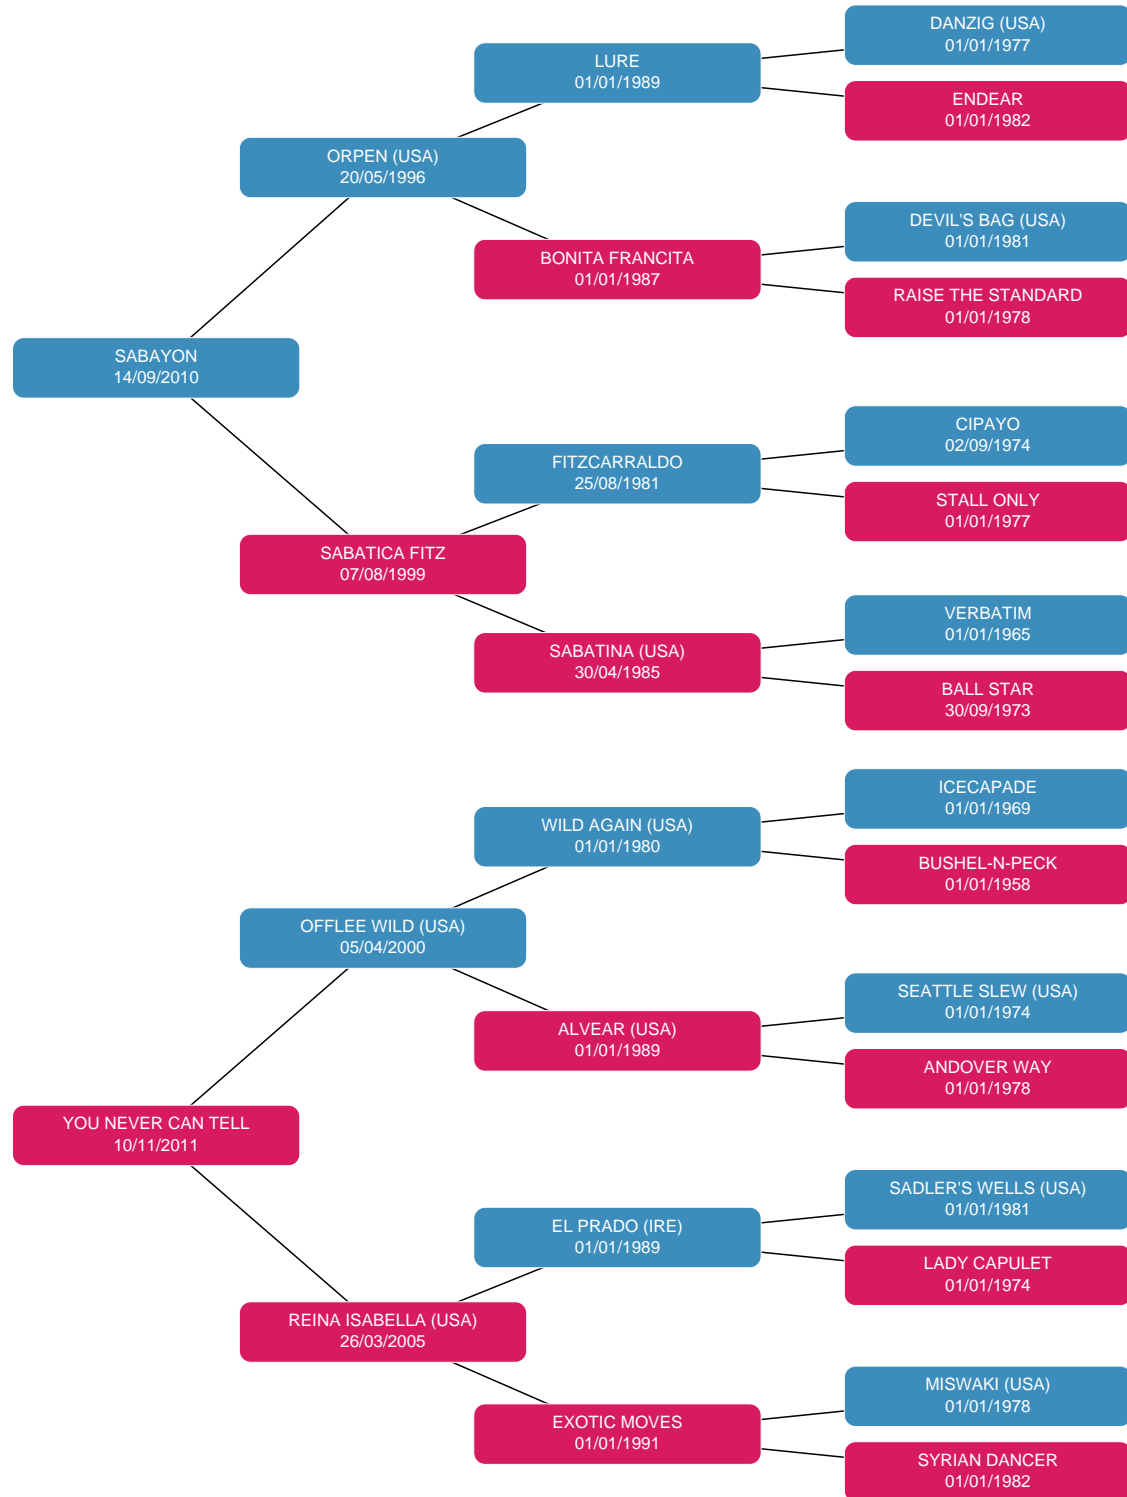 DANZIG (USA)
01/01/1977
LURE
01/01/1989
ENDEAR
01/01/1982
ORPEN (USA)
20/05/1996
DEVIL'S BAG (USA)
01/01/1981
BONITA FRANCITA
01/01/1987
RAISE THE STANDARD
01/01/1978
SABAYON
14/09/2010
CIPAYO
02/09/1974
FITZCARRALDO
25/08/1981
STALL ONLY
01/01/1977
SABATICA FITZ
07/08/1999
VERBATIM
01/01/1965
SABATINA (USA)
30/04/1985
BALL STAR
30/09/1973
ICECAPADE
01/01/1969
WILD AGAIN (USA)
01/01/1980
BUSHEL-N-PECK
01/01/1958
OFFLEE WILD (USA)
05/04/2000
SEATTLE SLEW (USA)
01/01/1974
ALVEAR (USA)
01/01/1989
ANDOVER WAY
01/01/1978
YOU NEVER CAN TELL
10/11/2011
SADLER'S WELLS (USA)
01/01/1981
EL PRADO (IRE)
01/01/1989
LADY CAPULET
01/01/1974
REINA ISABELLA (USA)
26/03/2005
MISWAKI (USA)
01/01/1978
EXOTIC MOVES
01/01/1991
SYRIAN DANCER
01/01/1982